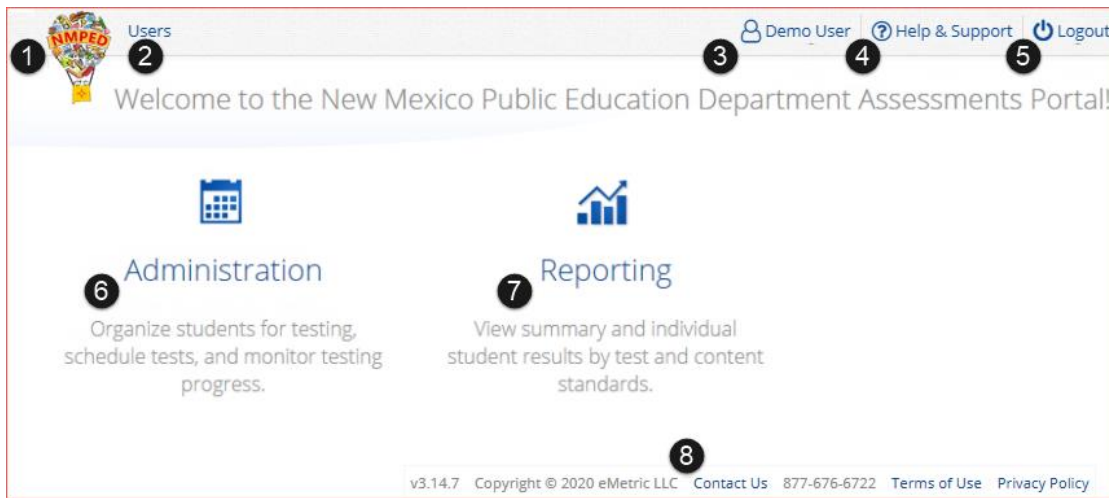 NMPED
1
Users
2
Demo User
3
Help & Support
4
Logout
5
Welcome to the New Mexico Public Education Department Assessments Portal!
6
Administration
Organize students for testing,
schedule tests, and monitor testing
progress.
7
Reporting
View summary and individual
student results by test and content
standards.
8
v3.14.7 Copyright © 2020 eMetric LLC Contact Us 877-676-6722 Terms of Use Privacy Policy